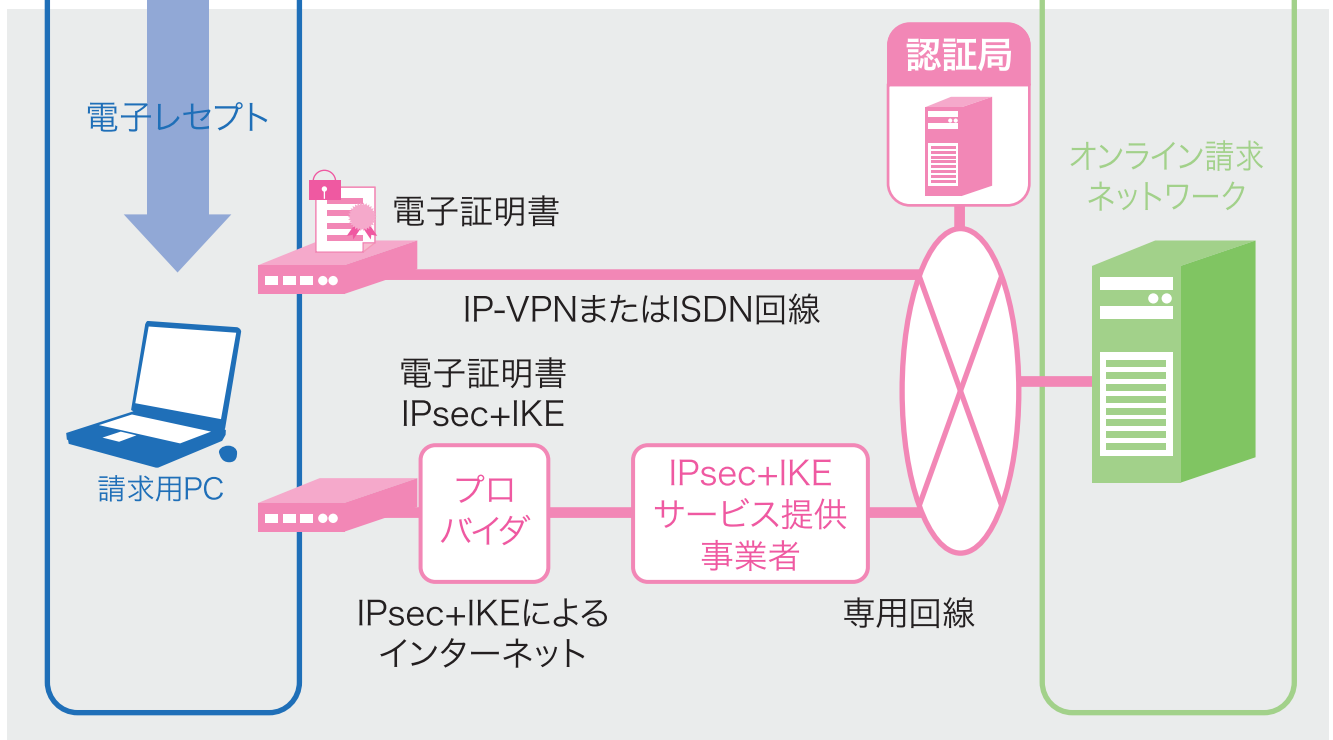 認証局
電子レセプト
オンライン請求
ネットワーク
電子証明書
IP-VPNまたはISDN回線
電子証明書
IPsec+IKE
請求用PC
プロ
バイダ
IPsec+IKE
サービス提供
事業者
IPsec+IKEによる
インターネット
専用回線